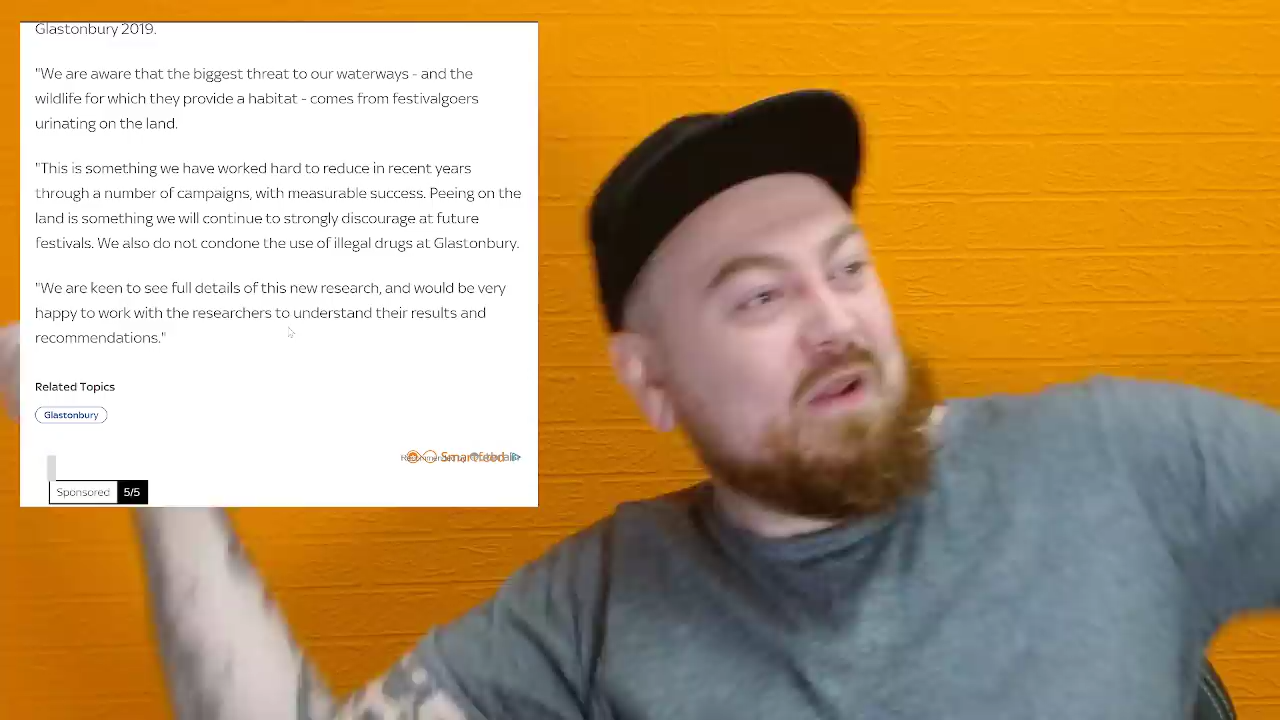 Glastonbury 2019.
"We are aware that the biggest threat to our waterways - and the
wildlife for which they provide a habitat - comes from festivalgoers
urinating on the land.
"This is something we have worked hard to reduce in recent years
through a number of campaigns, with measurable success. Peeing on the
land is something we will continue to strongly discourage at future
festivals. We also do not condone the use of illegal drugs at Glastonbury.
"We are keen to see full details of this new research, and would be very
happy to work with the researchers to understand their results and
recommendations."
Related Topics
Glastonbury
Sponsored 5/5